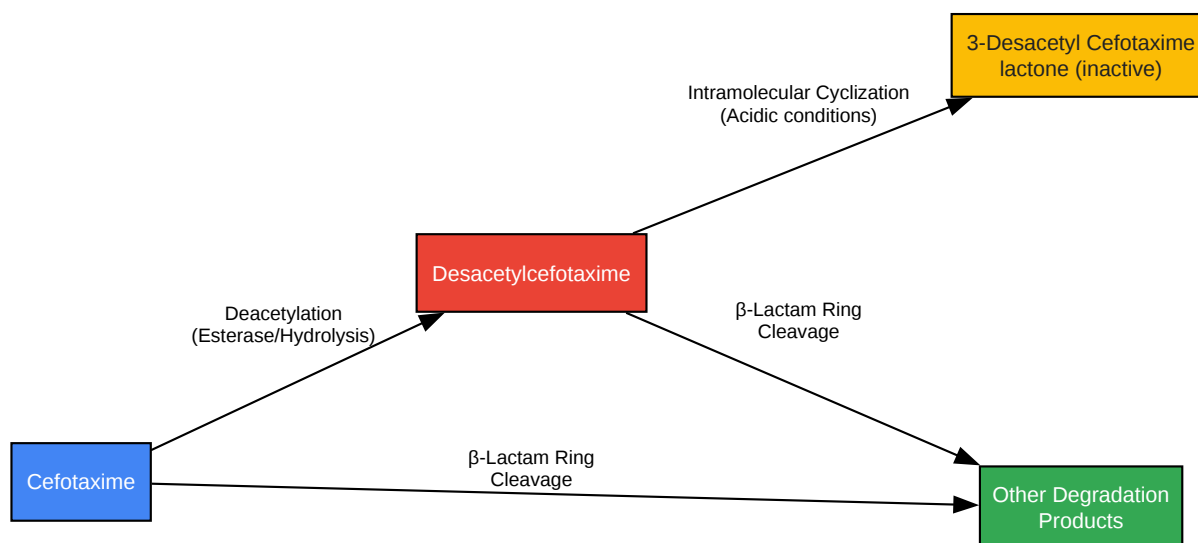 3-Desacetyl Cefotaxime
lactone (inactive)
Intramolecular Cyclization
(Acidic conditions)
Desacetylcefotaxime
Deacetylation
(Esterase/Hydrolysis)
β-Lactam Ring
Cleavage
Cefotaxime
β-Lactam Ring
Cleavage
Other Degradation
Products